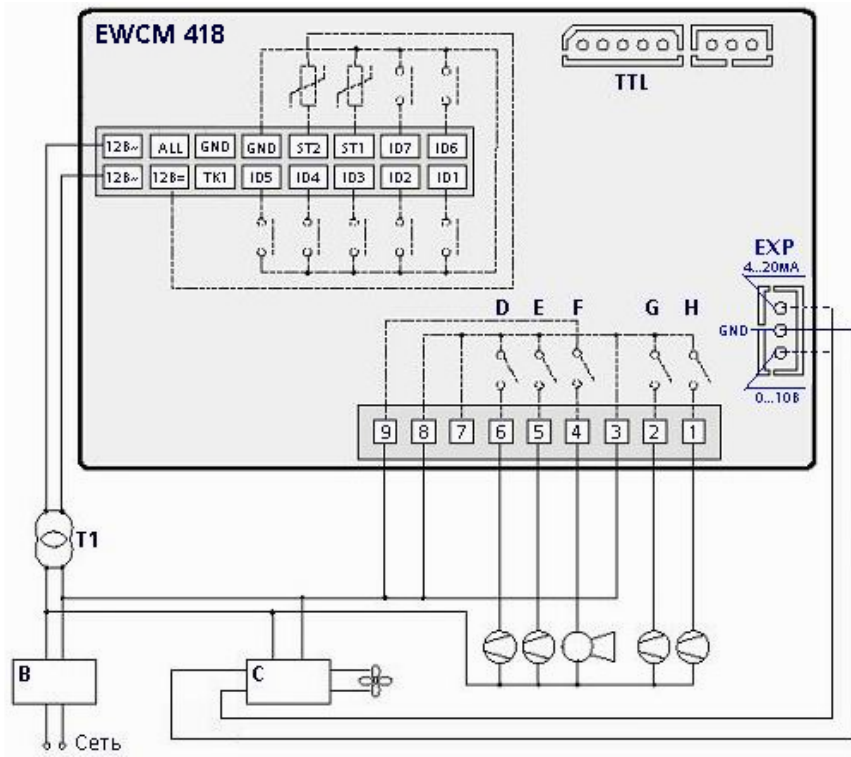 EWCM 418
TTL
12В~ ALL GND GND ST2 ST1 ID7 ID6
12В~ 12В= TK1 ID5 ID4 ID3 ID2 ID1
EXP
4...20мА
GND
0...10В
D E F G H
9 8 7 6 5 4 3 2 1
T1
B
C
Сеть